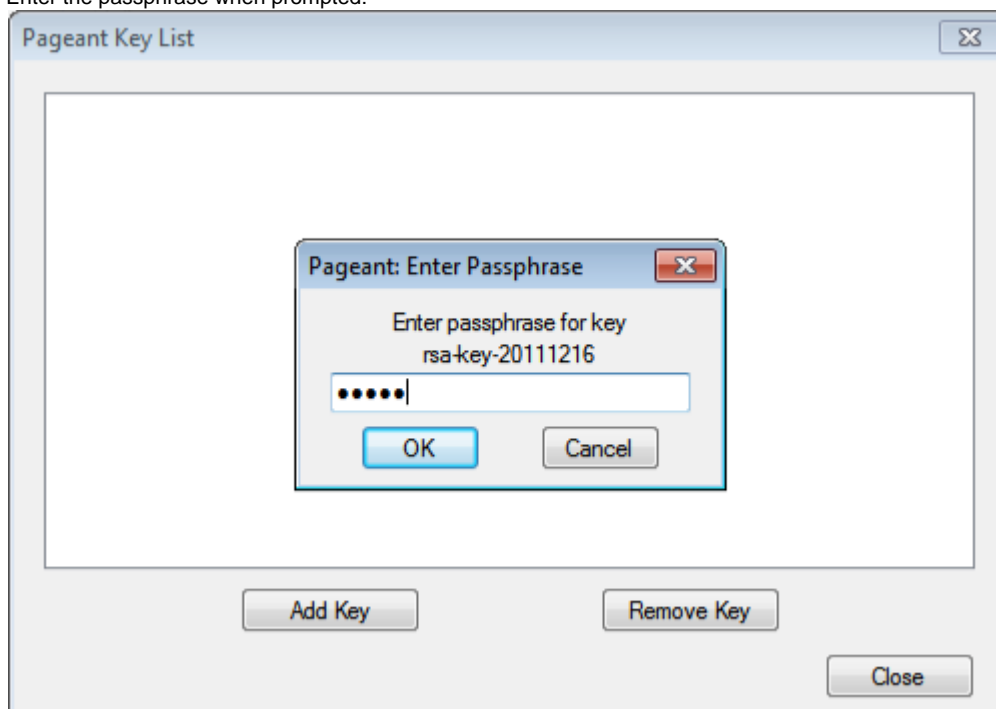 Enter the passphrase when prompted.
Pageant Key List
Pageant: Enter Passphrase
Enter passphrase for key
rsa-key-20111216
•••••
OK Cancel
Add Key Remove Key
Close